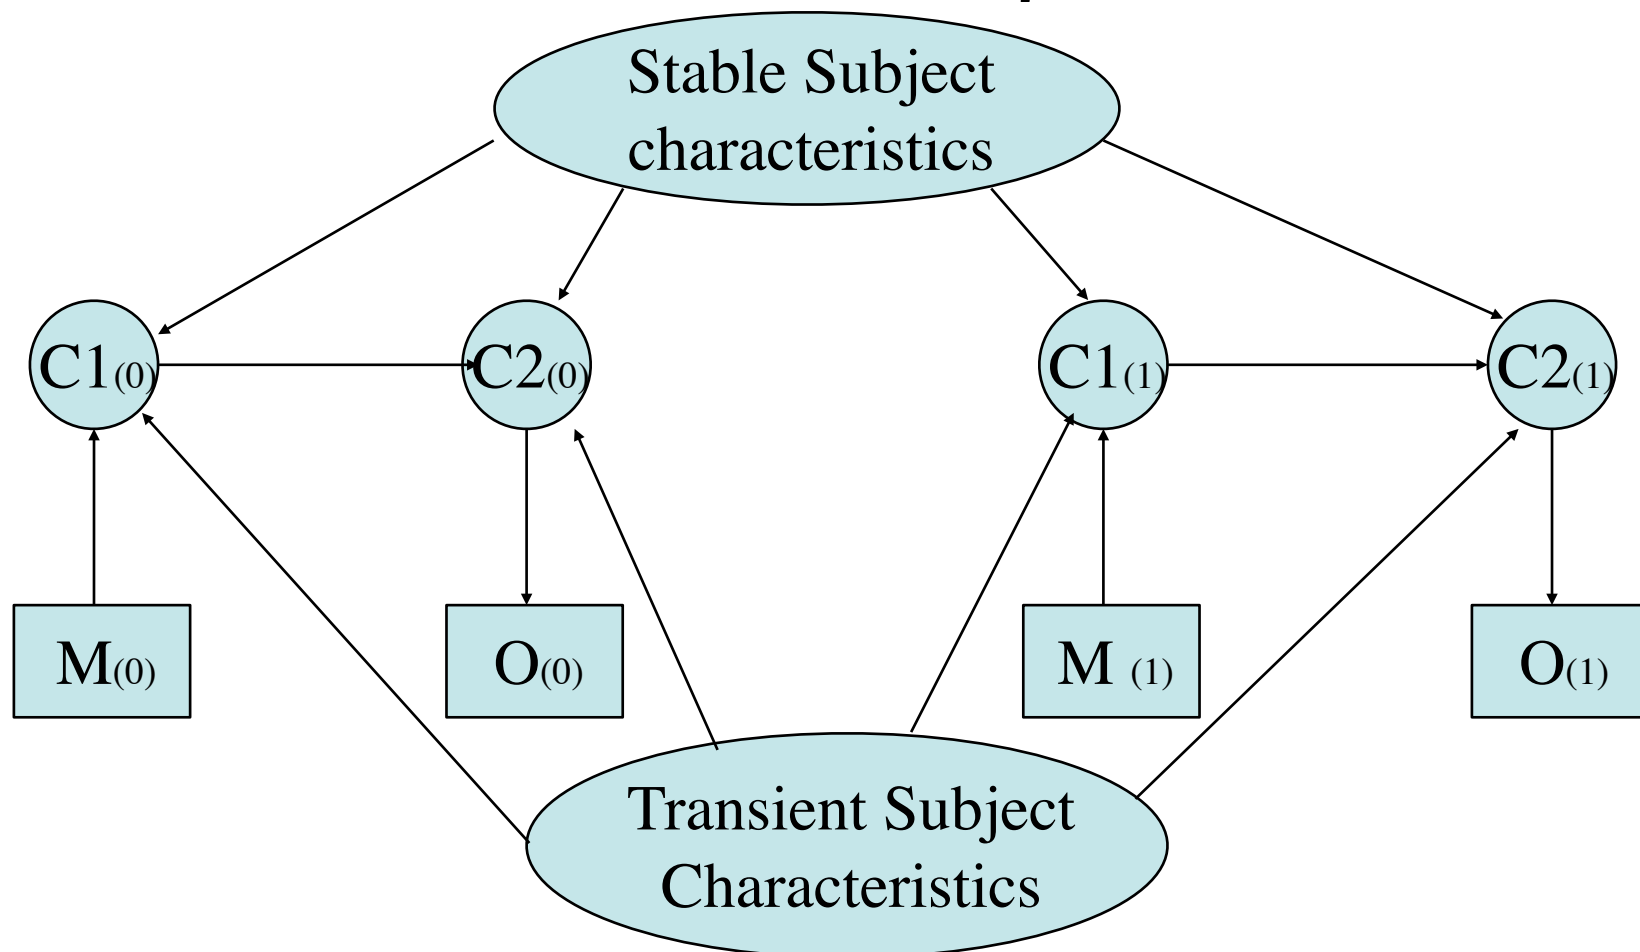 Stable Subject
characteristics
C1(0)
C2(0)
C1(1)
C2(1)
M(0)
O(0)
M (1)
O(1)
Transient Subject
Characteristics